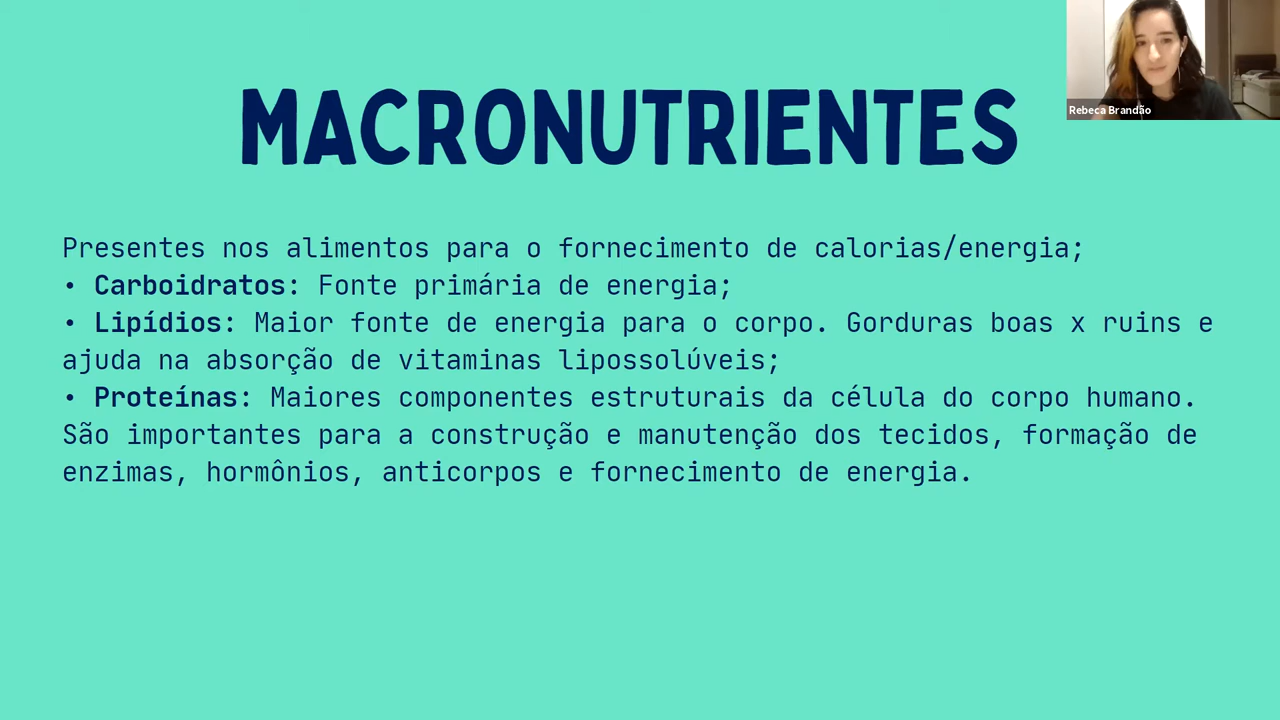 MACRONUTRIENTES
Rebeca Brandão
Presentes nos alimentos para o fornecimento de calorias/energia;
• Carboidratos: Fonte primária de energia;
• Lipídios: Maior fonte de energia para o corpo. Gorduras boas x ruins e
ajuda na absorção de vitaminas lipossolúveis;
• Proteínas: Maiores componentes estruturais da célula do corpo humano.
São importantes para a construção e manutenção dos tecidos, formação de
enzimas, hormônios, anticorpos e fornecimento de energia.